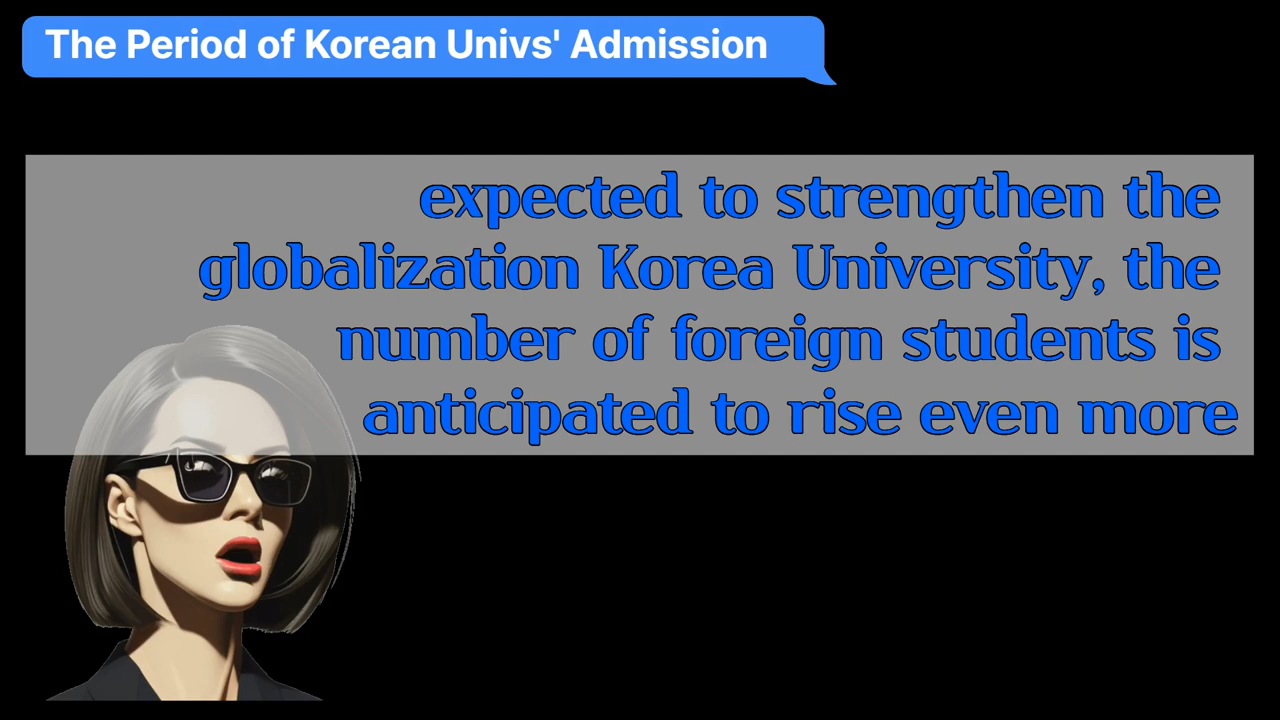 The Period of Korean Univs' Admission
expected to strengthen the
globalization Korea University, the
number of foreign students is
anticipated to rise even more